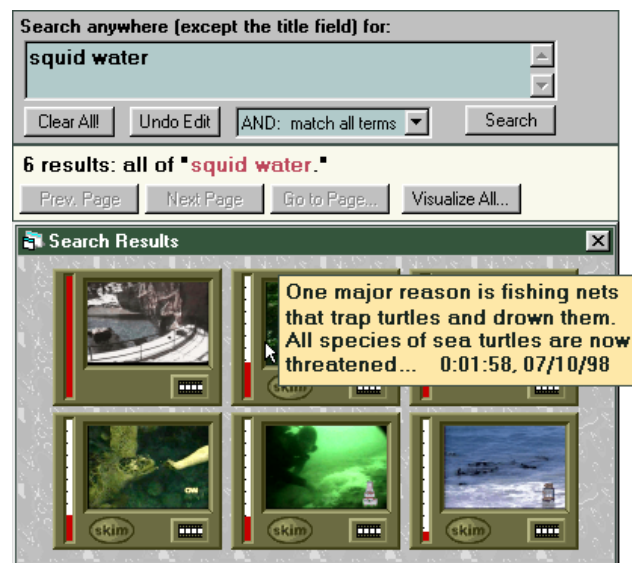 Search anywhere (except the title field) for:
squid water
Clear All! Undo Edit AND: match all terms Search
6 results: all of "squid water."
Prev. Page Next Page Go to Page... Visualize All...
Search Results
One major reason is fishing nets
that trap turtles and drown them.
All species of sea turtles are now
threatened... 0:01:58, 07/10/98
skim
CNN
skim skim skim